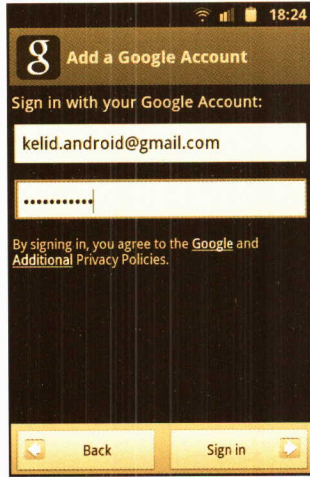 18:24
g Add a Google Account
Sign in with your Google Account:
kelid.android@gmail.com
•••••••••••
By signing in, you agree to the Google and
Additional Privacy Policies.
Back Sign in